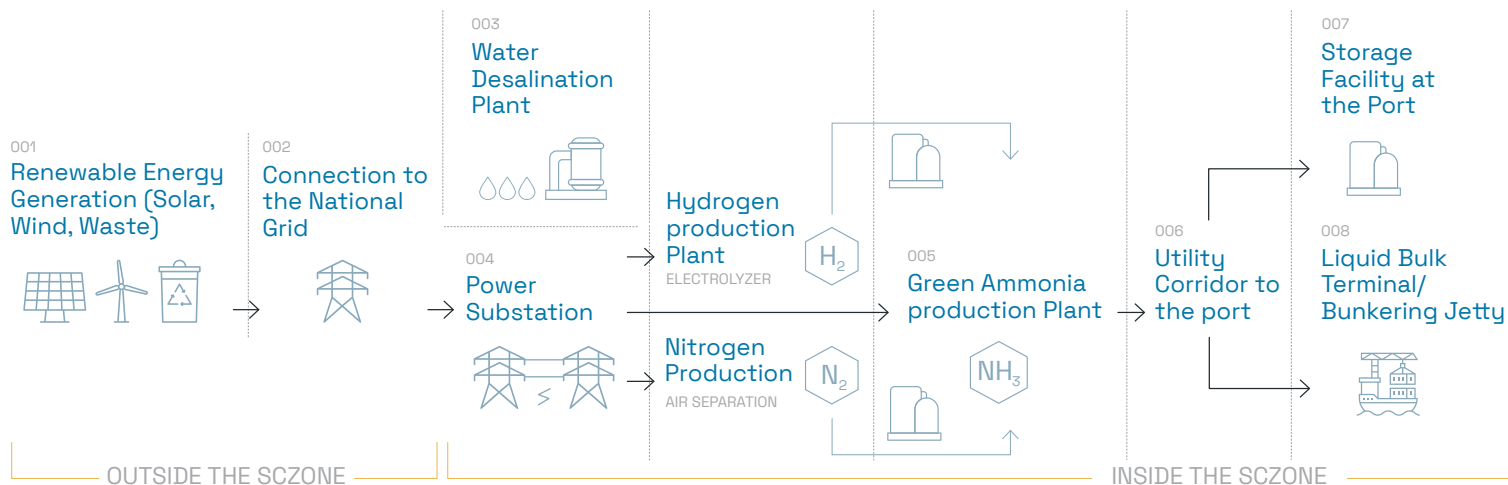 001
Renewable Energy
Generation (Solar,
Wind, Waste)
002
Connection to
the National
Grid
003
Water
Desalination
Plant
004
Power
Substation
Hydrogen
production
Plant
ELECTROLYZER
H2
Nitrogen
Production
AIR SEPARATION
N2
005
Green Ammonia
production Plant
NH3
006
Utility
Corridor to
the port
007
Storage
Facility at
the Port
008
Liquid Bulk
Terminal/
Bunkering Jetty
OUTSIDE THE SCZONE
INSIDE THE SCZONE